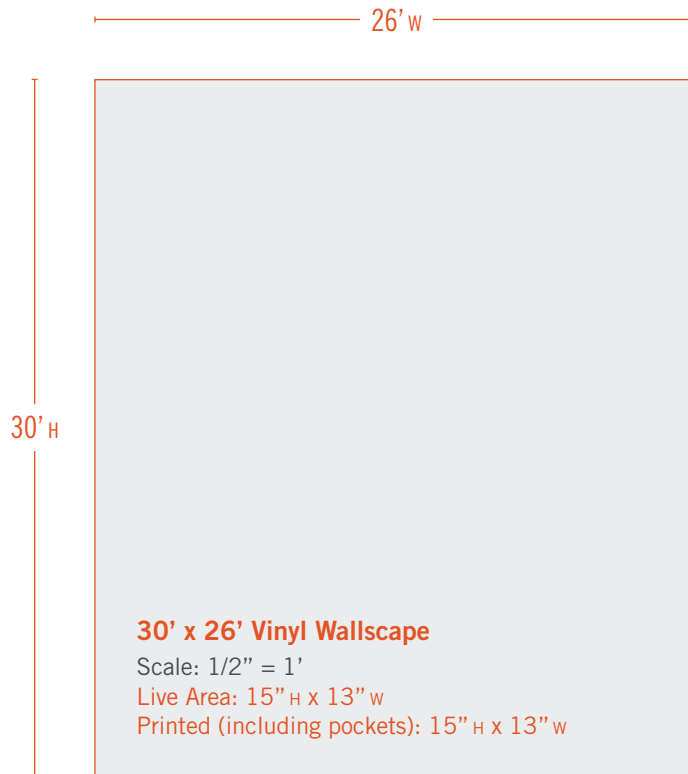 26’ W
30’ H
30’ x 26’ Vinyl Wallscape
Scale: 1/2” = 1’
Live Area: 15” H x 13” W
Printed (including pockets): 15” H x 13” W